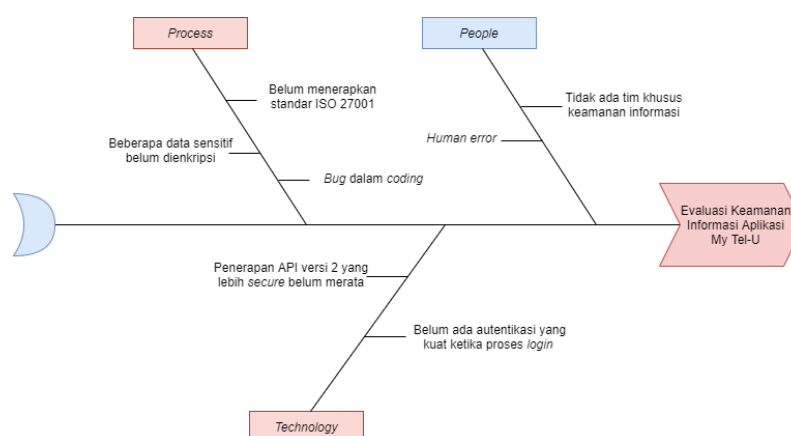 Process
People
Belum menerapkan
standar ISO 27001
Tidak ada tim khusus
keamanan informasi
Beberapa data sensitif
belum dienkripsi
Human error
Bug dalam coding
Evaluasi Keamanan
Informasi Aplikasi
My Tel-U
Penerapan API versi 2 yang
lebih secure belum merata
Belum ada autentikasi yang
kuat ketika proses login
Technology